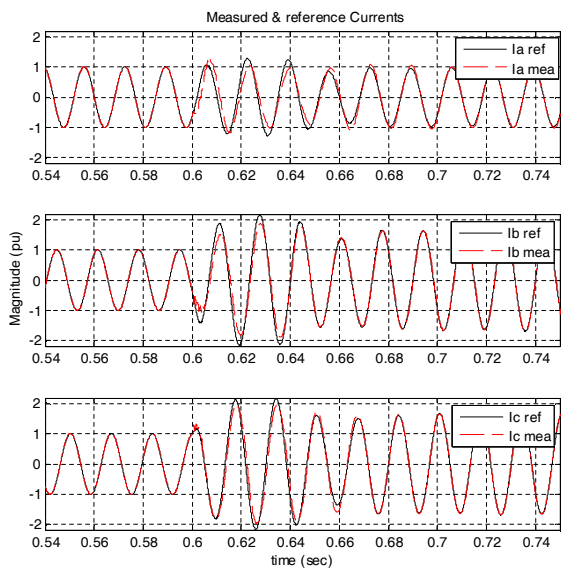 Measured & reference Currents
2
1
0
-1
-2
Ia ref
Ia mea
0.54 0.56 0.58 0.6 0.62 0.64 0.66 0.68 0.7 0.72 0.74
Magnitude (pu)
2
1
0
-1
-2
Ib ref
Ib mea
0.54 0.56 0.58 0.6 0.62 0.64 0.66 0.68 0.7 0.72 0.74
2
1
0
-1
-2
Ic ref
Ic mea
0.54 0.56 0.58 0.6 0.62 0.64 0.66 0.68 0.7 0.72 0.74
time (sec)